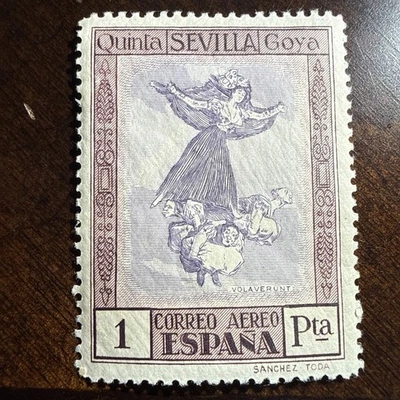 Quinta SEVILLA Goya
VOLAVERUNT.
1 CORREO AEREO Pta
ESPAÑA
SANCHEZ TODA